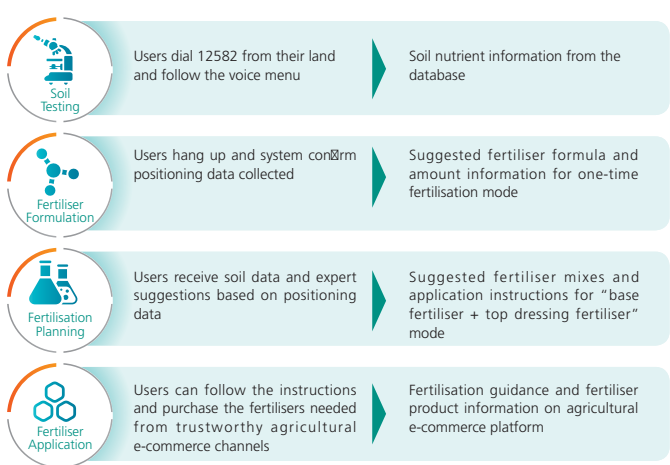 Soil
Testing
Users dial 12582 from their land
and follow the voice menu
Soil nutrient information from the
database
Fertiliser
Formulation
Users hang up and system con▯rm
positioning data collected
Suggested fertiliser formula and
amount information for one-time
fertilisation mode
Fertilisation
Planning
Users receive soil data and expert
suggestions based on positioning
data
Suggested fertiliser mixes and
application instructions for “base
fertiliser + top dressing fertiliser”
mode
Fertiliser
Application
Users can follow the instructions
and purchase the fertilisers needed
from trustworthy agricultural
e-commerce channels
Fertilisation guidance and fertiliser
product information on agricultural
e-commerce platform